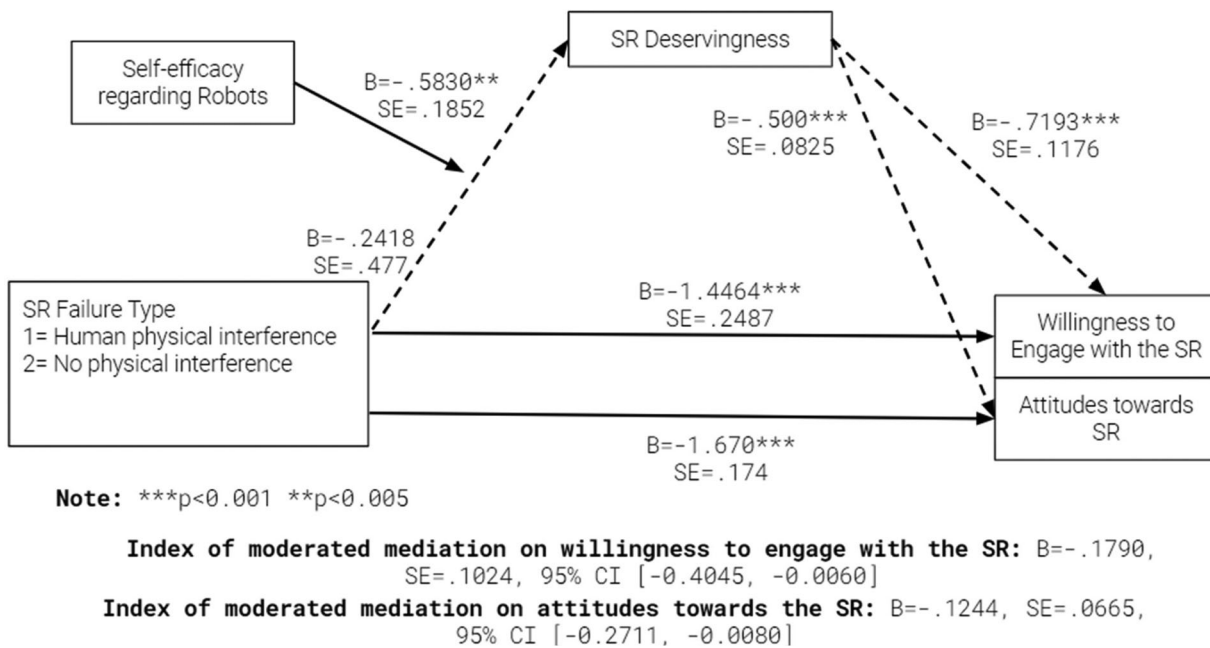 SR Deservingness
Self-efficacy
regarding Robots
B=-.5830**
SE=.1852
B=-.500***
SE=.0825
B=-.7193***
SE=.1176
B=-.2418
SE=.477
SR Failure Type
1= Human physical interference
2= No physical interference
B=-1.4464***
SE=.2487
Willingness to
Engage with the SR
Attitudes towards
SR
B=-1.670***
SE=.174
Note: ***p<0.001 **p<0.005
Index of moderated mediation on willingness to engage with the SR: B=-.1790,
SE=.1024, 95% CI [-0.4045, -0.0060]
Index of moderated mediation on attitudes towards the SR: B=-.1244, SE=.0665,
95% CI [-0.2711, -0.0080]